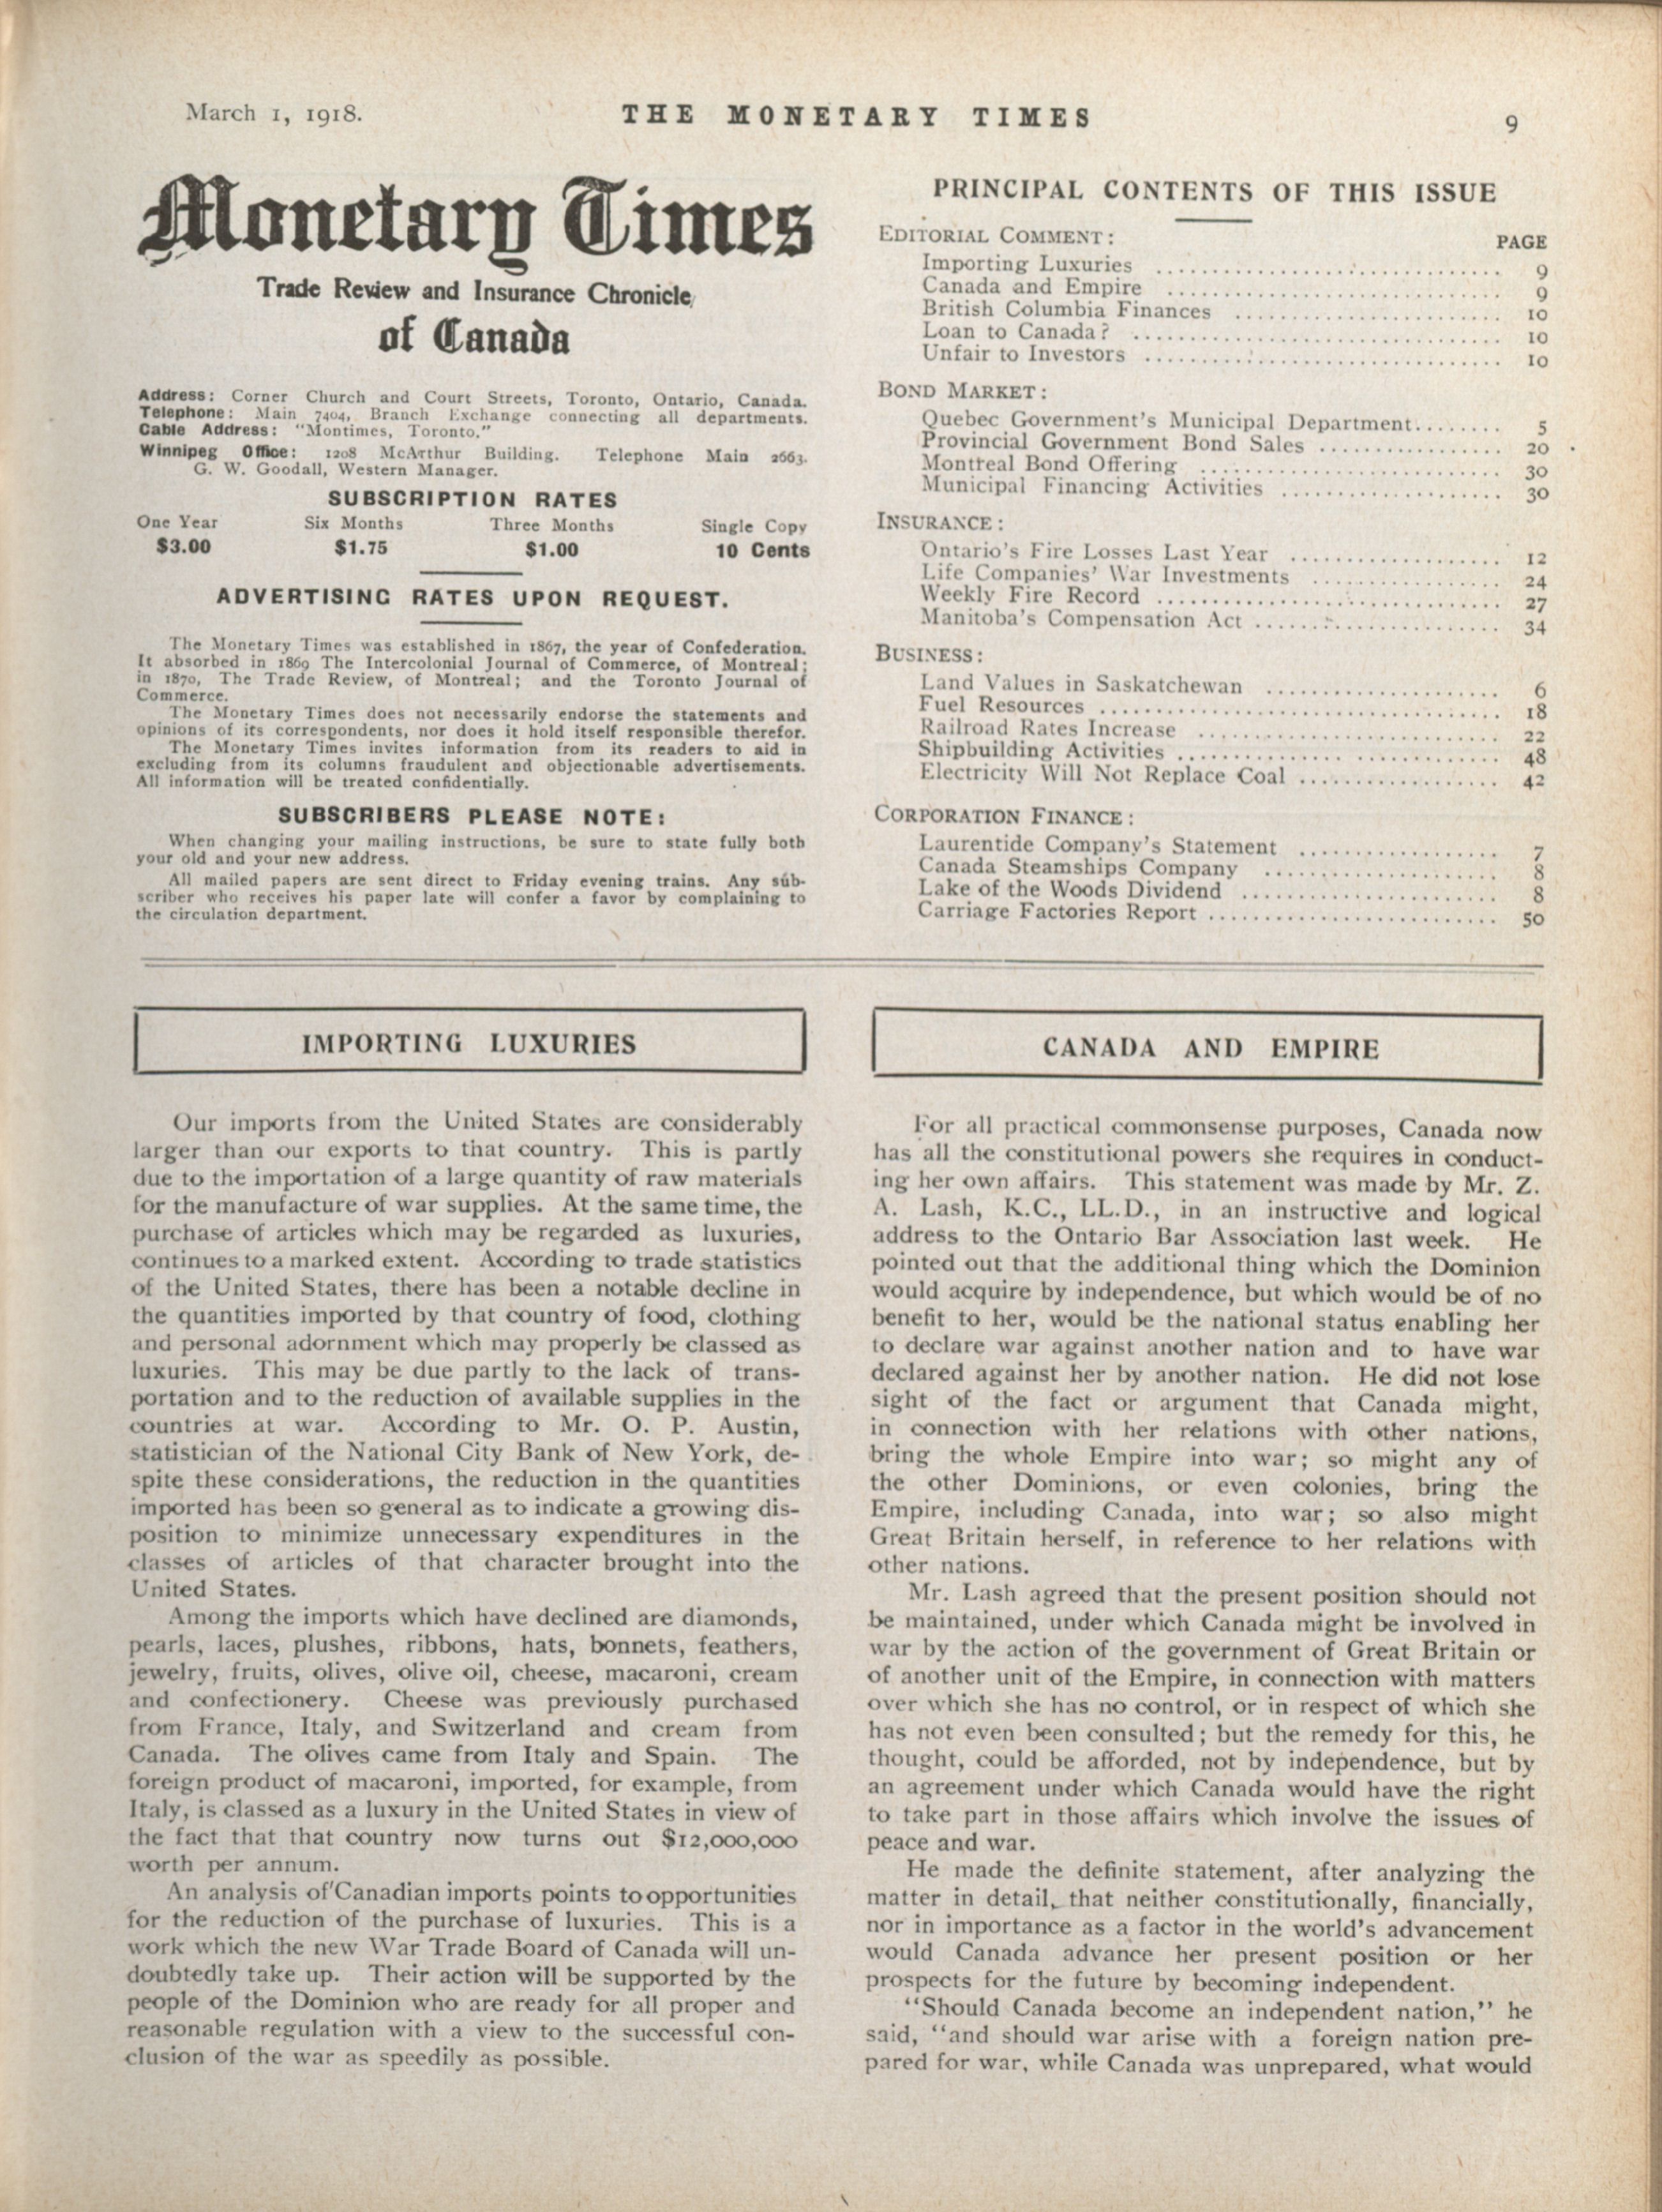 March 1, 1918.
THE MONETARY TIMES
9
Monetary Times
Trade Review and Insurance Chronicle
of Canada
Address: Corner Church and Court Streets, Toronto, Ontario, Canada.
Telephone: Main 7404, Branch Exchange connecting all departments.
Cable Address: "Montimes, Toronto."
Winnipeg Office: 1208 McArthur Building. Telephone Main 2663.
G. W. Goodall, Western Manager.
SUBSCRIPTION RATES
One Year Six Months Three Months Single Copy
$3.00 $1.75 $1.00 10 Cents
ADVERTISING RATES UPON REQUEST.
The Monetary Times was established in 1867, the year of Confederation.
It absorbed in 1869 The Intercolonial Journal of Commerce, of Montreal;
in 1870, The Trade Review, of Montreal; and the Toronto Journal of
Commerce.
The Monetary Times does not necessarily endorse the statements and
opinions of its correspondents, nor does it hold itself responsible therefor.
The Monetary Times invites information from its readers to aid in
excluding from its columns fraudulent and objectionable advertisements.
All information will be treated confidentially.
SUBSCRIBERS PLEASE NOTE:
When changing your mailing instructions, be sure to state fully both
your old and your new address.
All mailed papers are sent direct to Friday evening trains. Any sub-
scriber who receives his paper late will confer a favor by complaining to
the circulation department.
PRINCIPAL CONTENTS OF THIS ISSUE
EDITORIAL COMMENT: PAGE
Importing Luxuries .............................. 9
Canada and Empire .............................. 9
British Columbia Finances ........................ 10
Loan to Canada? .............................. 10
Unfair to Investors .............................. 10
BOND MARKET:
Quebec Government's Municipal Department........ 5
Provincial Government Bond Sales ................ 20
Montreal Bond Offering ......................... 30
Municipal Financing Activities .................. 30
INSURANCE:
Ontario's Fire Losses Last Year .................. 12
Life Companies' War Investments ................ 24
Weekly Fire Record .............................. 27
Manitoba's Compensation Act ..................... 34
BUSINESS:
Land Values in Saskatchewan .................... 6
Fuel Resources .................................. 18
Railroad Rates Increase ......................... 22
Shipbuilding Activities ........................... 48
Electricity Will Not Replace Coal ................. 42
CORPORATION FINANCE:
Laurentide Company's Statement ................. 7
Canada Steamships Company .................... 8
Lake of the Woods Dividend ...................... 8
Carriage Factories Report ......................... 50
IMPORTING LUXURIES
Our imports from the United States are considerably
larger than our exports to that country. This is partly
due to the importation of a large quantity of raw materials
for the manufacture of war supplies. At the same time, the
purchase of articles which may be regarded as luxuries,
continues to a marked extent. According to trade statistics
of the United States, there has been a notable decline in
the quantities imported by that country of food, clothing
and personal adornment which may properly be classed as
luxuries. This may be due partly to the lack of trans-
portation and to the reduction of available supplies in the
countries at war. According to Mr. O. P. Austin,
statistician of the National City Bank of New York, de-
spite these considerations, the reduction in the quantities
imported has been so general as to indicate a growing dis-
position to minimize unnecessary expenditures in the
classes of articles of that character brought into the
United States.
Among the imports which have declined are diamonds,
pearls, laces, plushes, ribbons, hats, bonnets, feathers,
jewelry, fruits, olives, olive oil, cheese, macaroni, cream
and confectionery. Cheese was previously purchased
from France, Italy, and Switzerland and cream from
Canada. The olives came from Italy and Spain. The
foreign product of macaroni, imported, for example, from
Italy, is classed as a luxury in the United States in view of
the fact that that country now turns out $12,000,000
worth per annum.
An analysis of Canadian imports points to opportunities
for the reduction of the purchase of luxuries. This is a
work which the new War Trade Board of Canada will un-
doubtedly take up. Their action will be supported by the
people of the Dominion who are ready for all proper and
reasonable regulation with a view to the successful con-
clusion of the war as speedily as possible.
CANADA AND EMPIRE
For all practical commonsense purposes, Canada now
has all the constitutional powers she requires in conduct-
ing her own affairs. This statement was made by Mr. Z.
A. Lash, K.C., LL.D., in an instructive and logical
address to the Ontario Bar Association last week. He
pointed out that the additional thing which the Dominion
would acquire by independence, but which would be of no
benefit to her, would be the national status enabling her
to declare war against another nation and to have war
declared against her by another nation. He did not lose
sight of the fact or argument that Canada might,
in connection with her relations with other nations,
bring the whole Empire into war; so might any of
the other Dominions, or even colonies, bring the
Empire, including Canada, into war; so also might
Great Britain herself, in reference to her relations with
other nations.
Mr. Lash agreed that the present position should not
be maintained, under which Canada might be involved in
war by the action of the government of Great Britain or
of another unit of the Empire, in connection with matters
over which she has no control, or in respect of which she
has not even been consulted; but the remedy for this, he
thought, could be afforded, not by independence, but by
an agreement under which Canada would have the right
to take part in those affairs which involve the issues of
peace and war.
He made the definite statement, after analyzing the
matter in detail, that neither constitutionally, financially,
nor in importance as a factor in the world's advancement
would Canada advance her present position or her
prospects for the future by becoming independent.
"Should Canada become an independent nation," he
said, "and should war arise with a foreign nation pre-
pared for war, while Canada was unprepared, what would